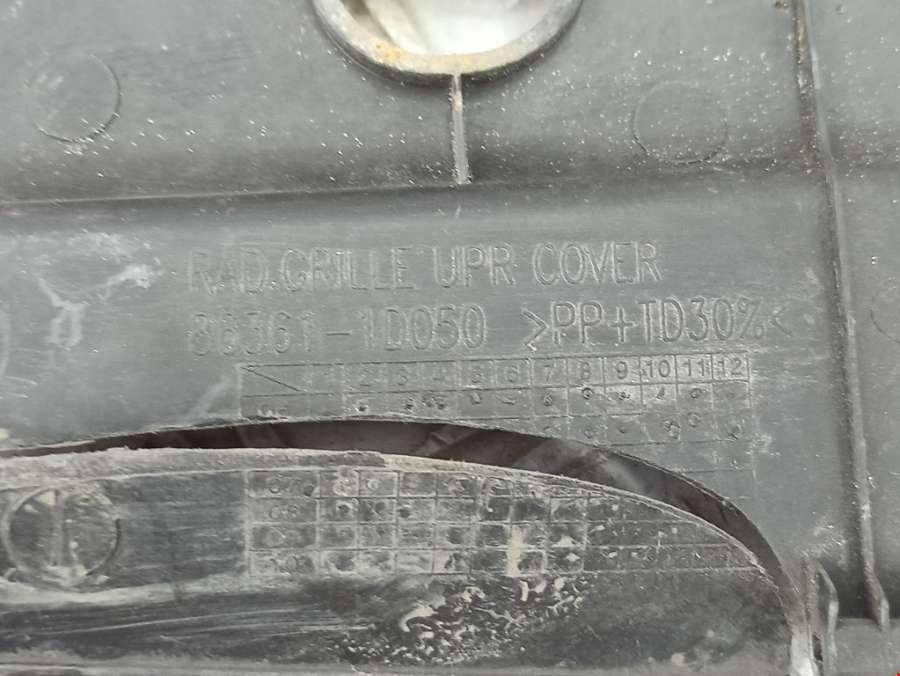 RAD.GRILLE UPR COVER
86361-1D050 >PP+TD30%<
2 3 4 5 6 7 8 9 10 11 12